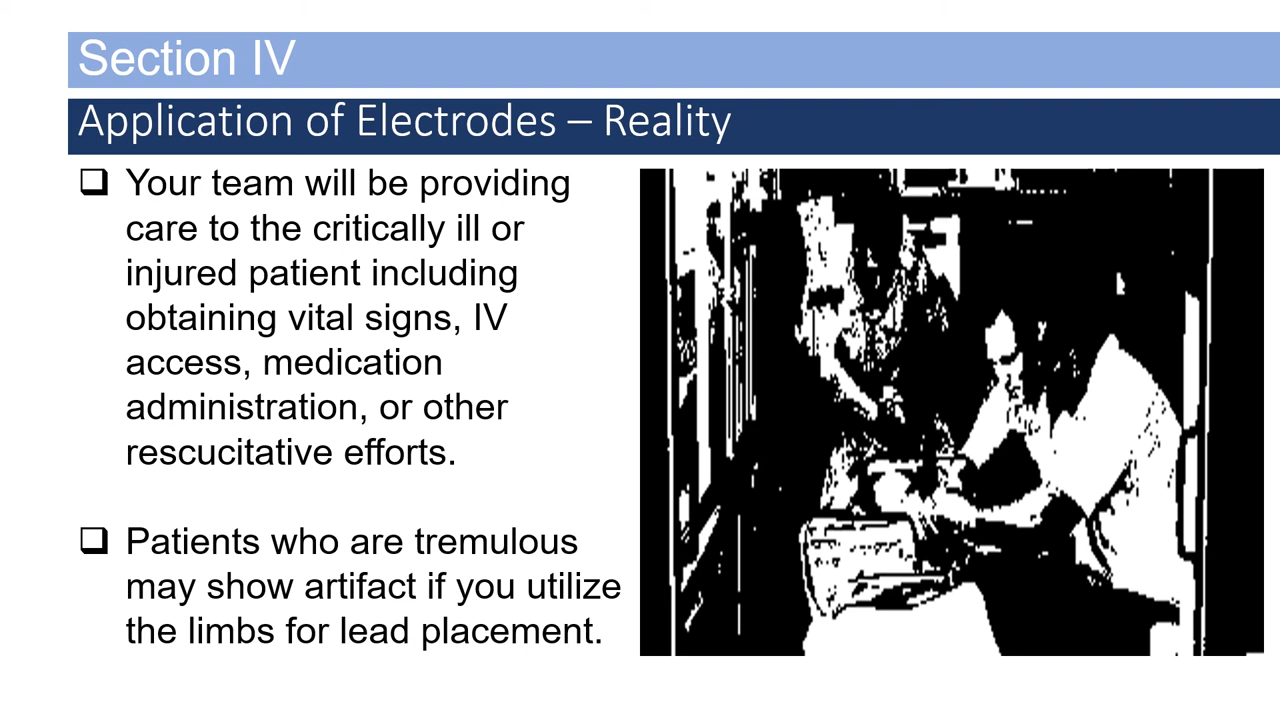 Section IV
Application of Electrodes – Reality
Your team will be providing
care to the critically ill or
injured patient including
obtaining vital signs, IV
access, medication
administration, or other
rescucitative efforts.
Patients who are tremulous
may show artifact if you utilize
the limbs for lead placement.